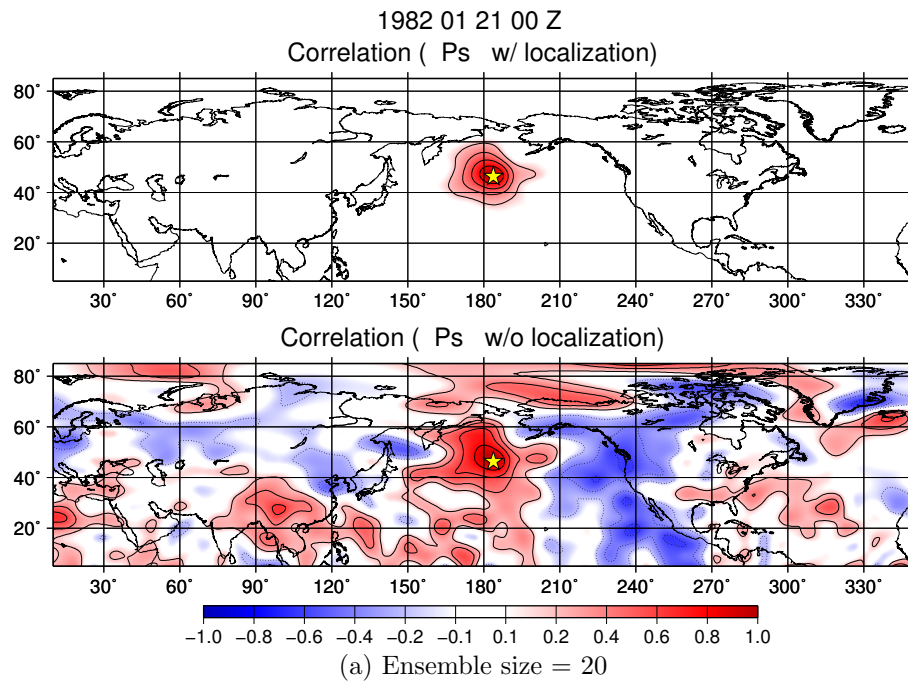 1982 01 21 00 Z
Correlation ( Ps w/ localization)
80°
60°
40°
20°
30° 60° 90° 120° 150° 180° 210° 240° 270° 300° 330°
Correlation ( Ps w/o localization)
80°
60°
40°
20°
30° 60° 90° 120° 150° 180° 210° 240° 270° 300° 330°
−1.0 −0.8 −0.6 −0.4 −0.2 −0.1 0.1 0.2 0.4 0.6 0.8 1.0
(a) Ensemble size = 20